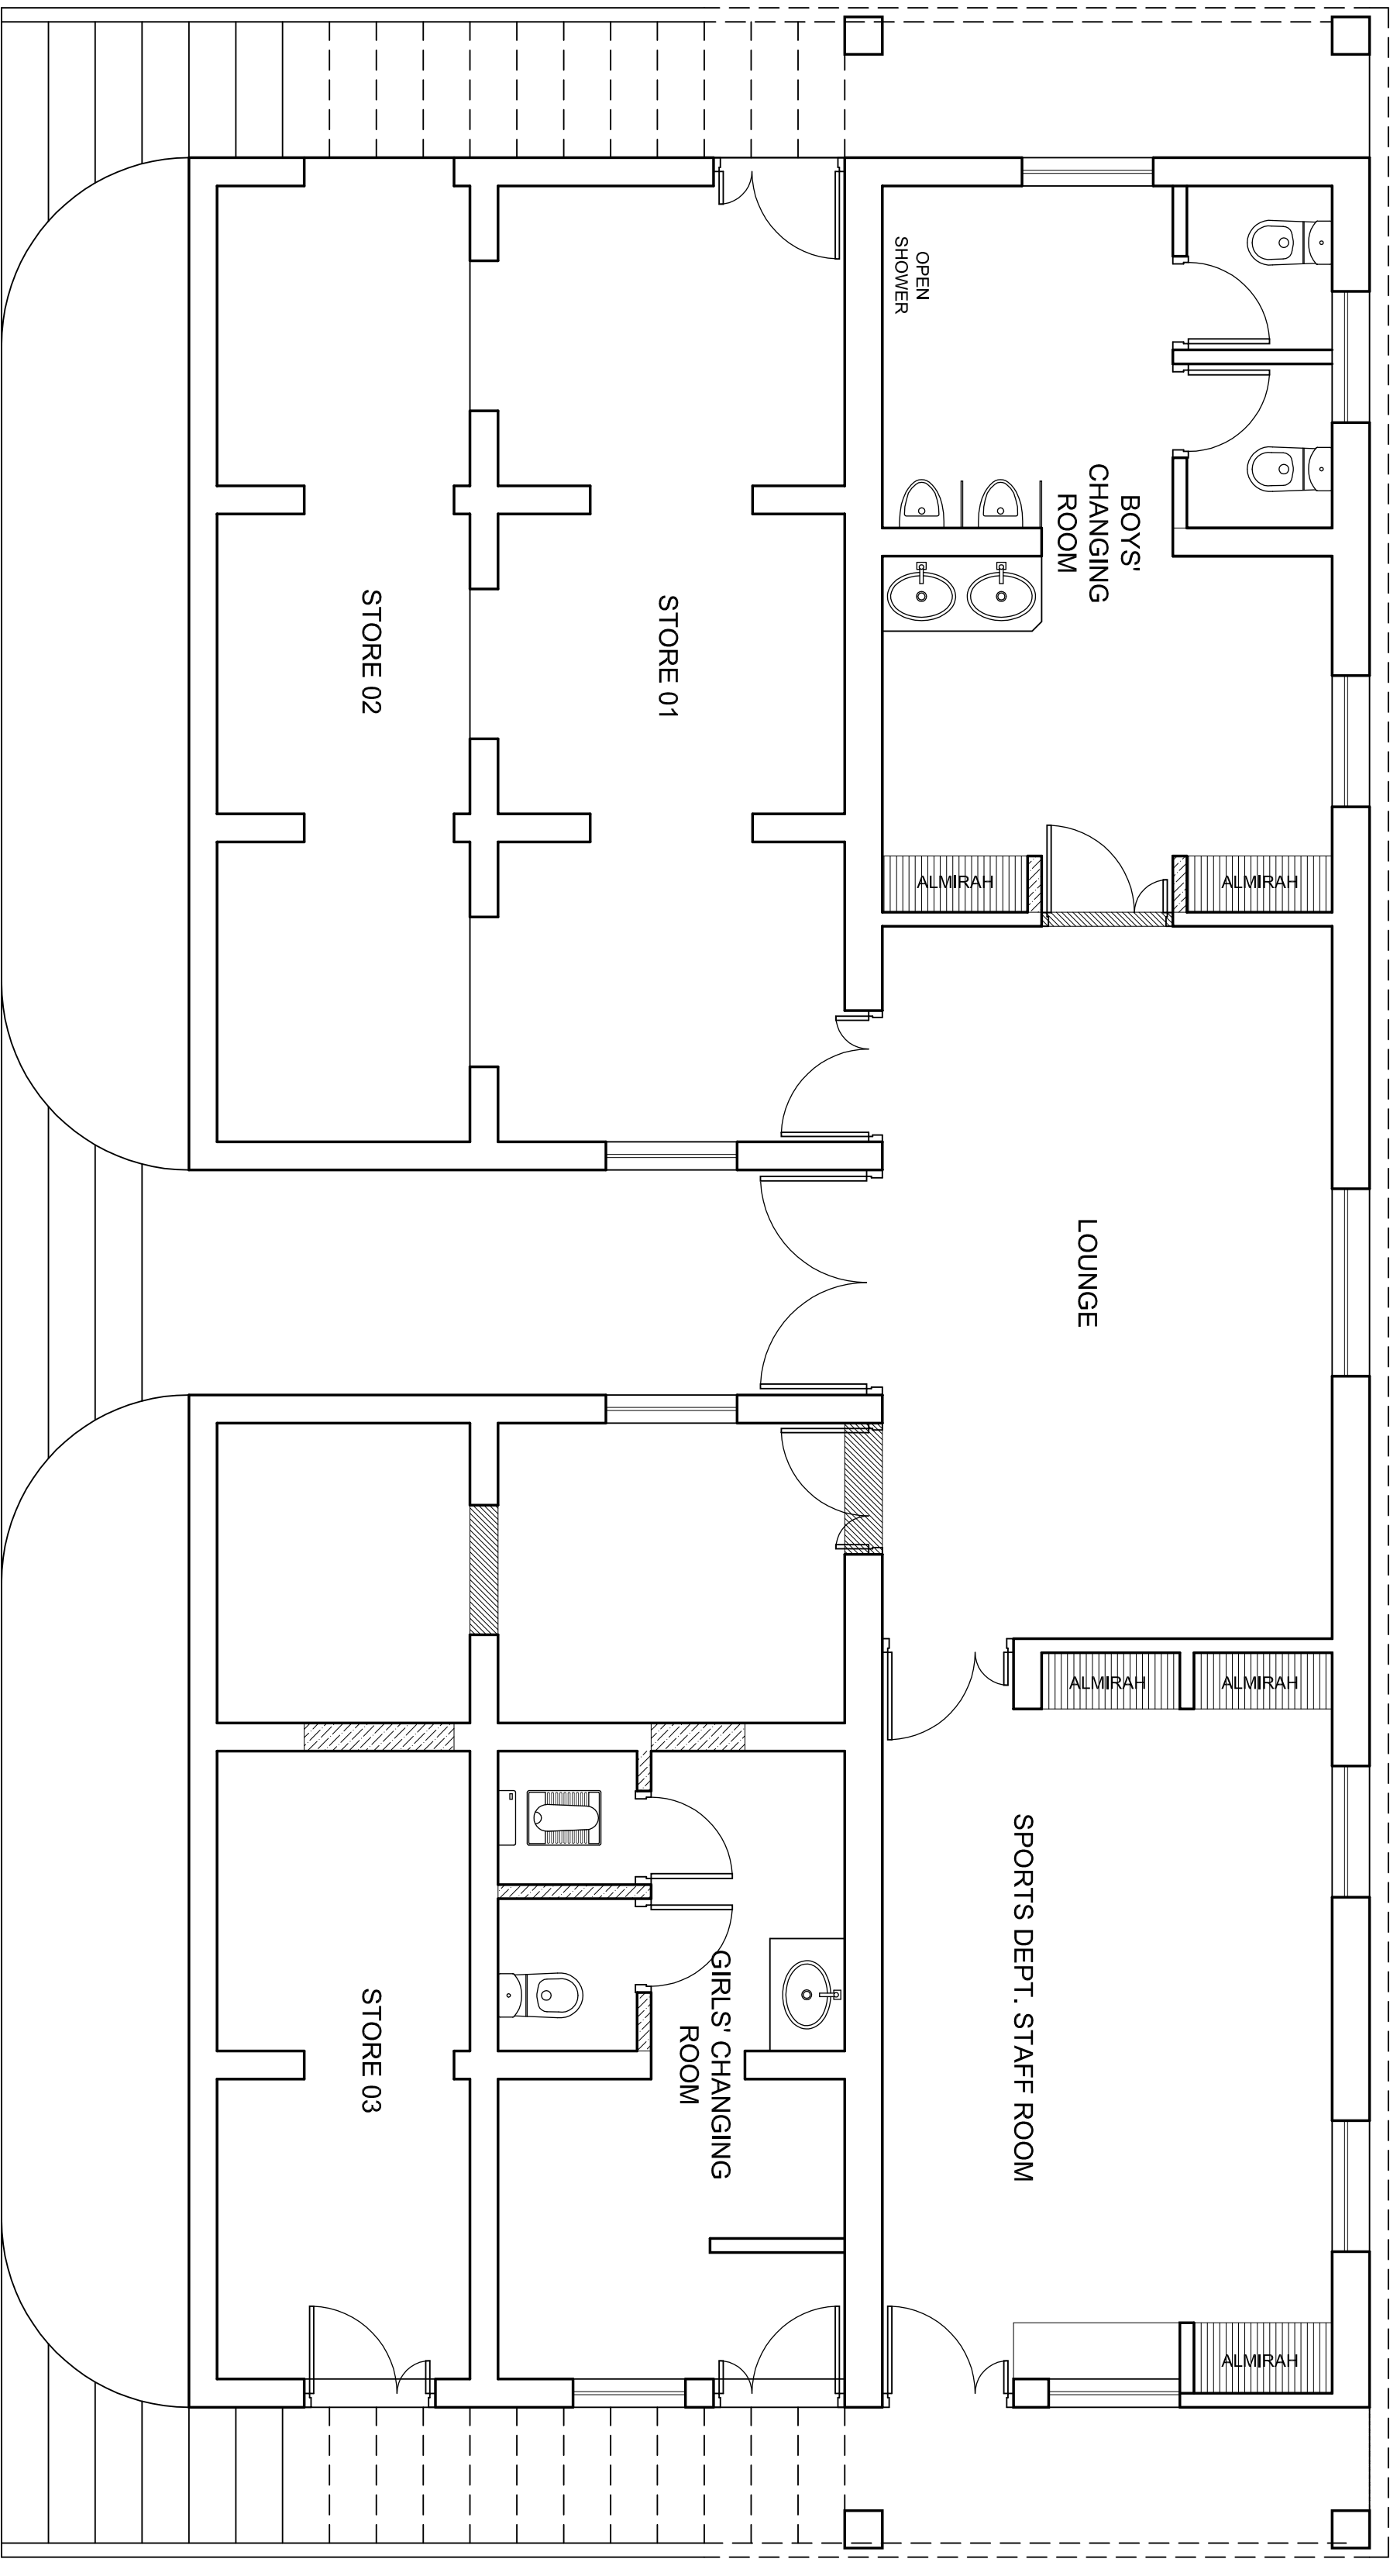 OPEN
SHOWER
BOYS'
CHANGING
ROOM
ALMIRAH
ALMIRAH
STORE 01
STORE 02
LOUNGE
ALMIRAH
ALMIRAH
SPORTS DEPT. STAFF ROOM
ALMIRAH
GIRLS' CHANGING
ROOM
STORE 03